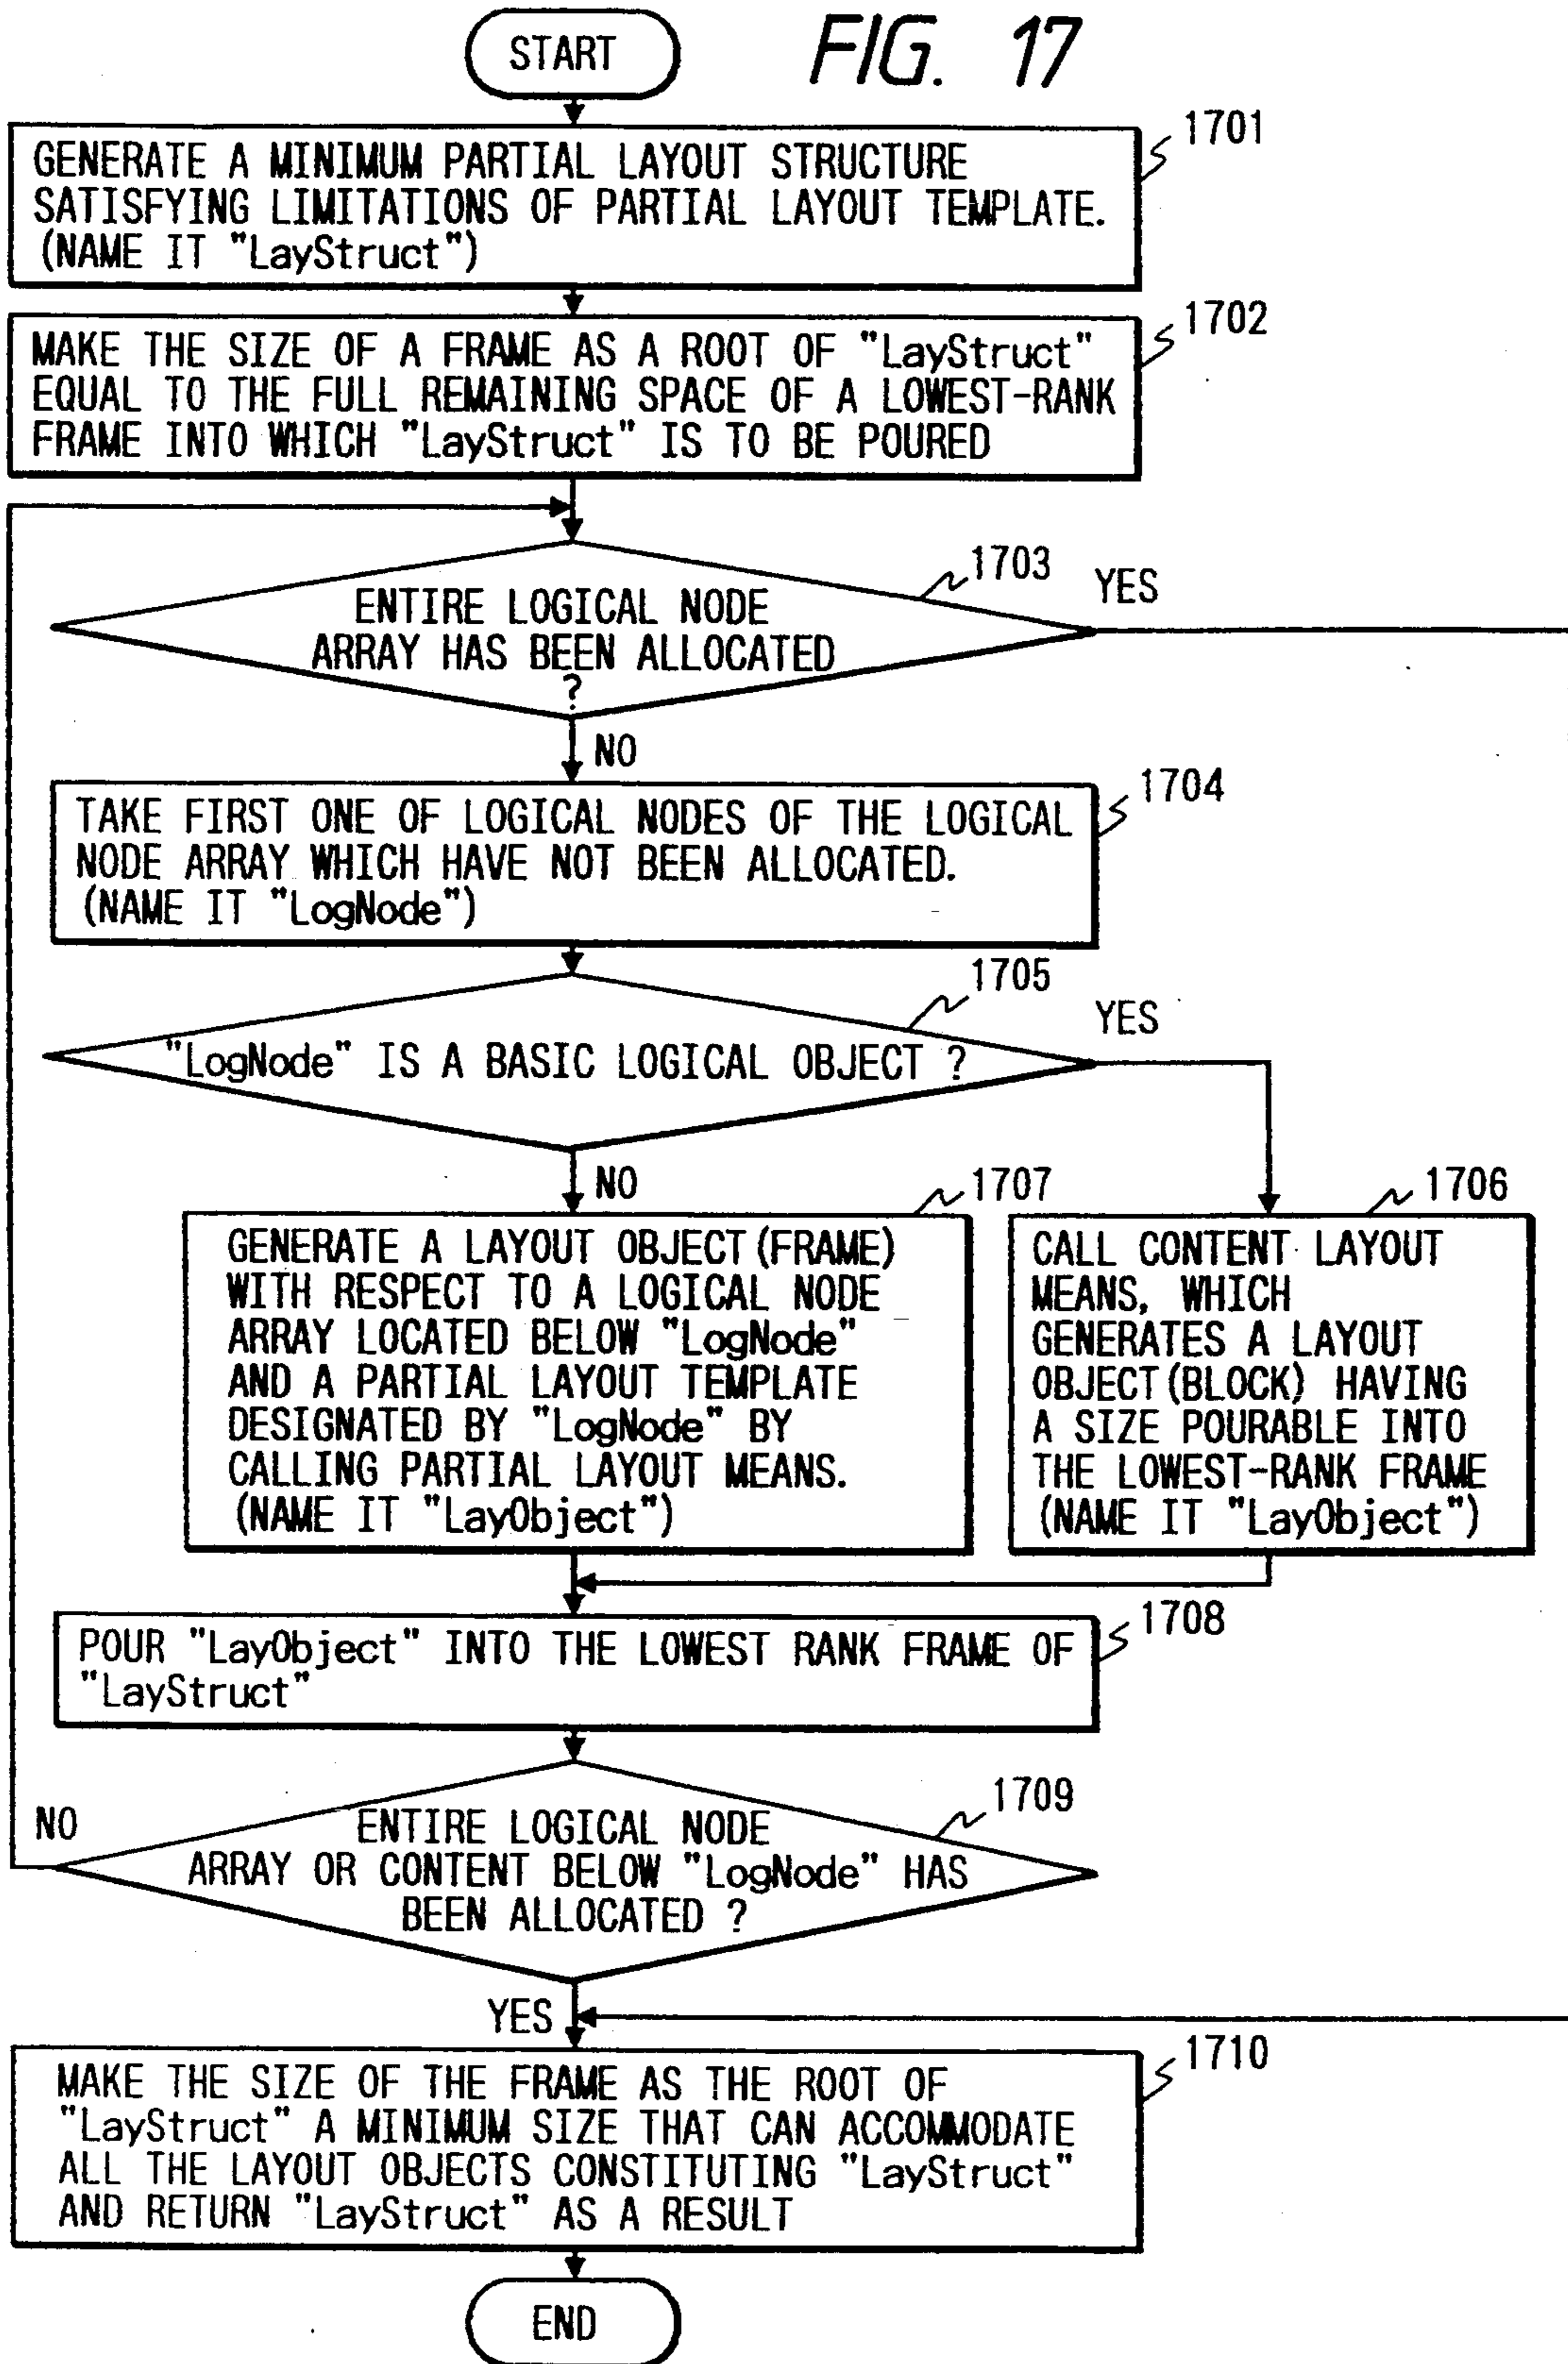 START
FIG. 17
1701
GENERATE A MINIMUM PARTIAL LAYOUT STRUCTURE
SATISFYING LIMITATIONS OF PARTIAL LAYOUT TEMPLATE.
(NAME IT "LayStruct")
1702
MAKE THE SIZE OF A FRAME AS A ROOT OF "LayStruct"
EQUAL TO THE FULL REMAINING SPACE OF A LOWEST-RANK
FRAME INTO WHICH "LayStruct" IS TO BE POURED
1703
YES
ENTIRE LOGICAL NODE
ARRAY HAS BEEN ALLOCATED
?
NO
1704
TAKE FIRST ONE OF LOGICAL NODES OF THE LOGICAL
NODE ARRAY WHICH HAVE NOT BEEN ALLOCATED.
(NAME IT "LogNode")
1705
YES
"LogNode" IS A BASIC LOGICAL OBJECT ?
NO
1707
GENERATE A LAYOUT OBJECT(FRAME)
WITH RESPECT TO A LOGICAL NODE
ARRAY LOCATED BELOW "LogNode"
AND A PARTIAL LAYOUT TEMPLATE
DESIGNATED BY "LogNode" BY
CALLING PARTIAL LAYOUT MEANS.
(NAME IT "LayObject")
1706
CALL CONTENT LAYOUT
MEANS, WHICH
GENERATES A LAYOUT
OBJECT(BLOCK) HAVING
A SIZE POURABLE INTO
THE LOWEST-RANK FRAME
(NAME IT "LayObject")
1708
POUR "LayObject" INTO THE LOWEST RANK FRAME OF
"LayStruct"
1709
NO
ENTIRE LOGICAL NODE
ARRAY OR CONTENT BELOW "LogNode" HAS
BEEN ALLOCATED ?
YES
1710
MAKE THE SIZE OF THE FRAME AS THE ROOT OF
"LayStruct" A MINIMUM SIZE THAT CAN ACCOMMODATE
ALL THE LAYOUT OBJECTS CONSTITUTING "LayStruct"
AND RETURN "LayStruct" AS A RESULT
END